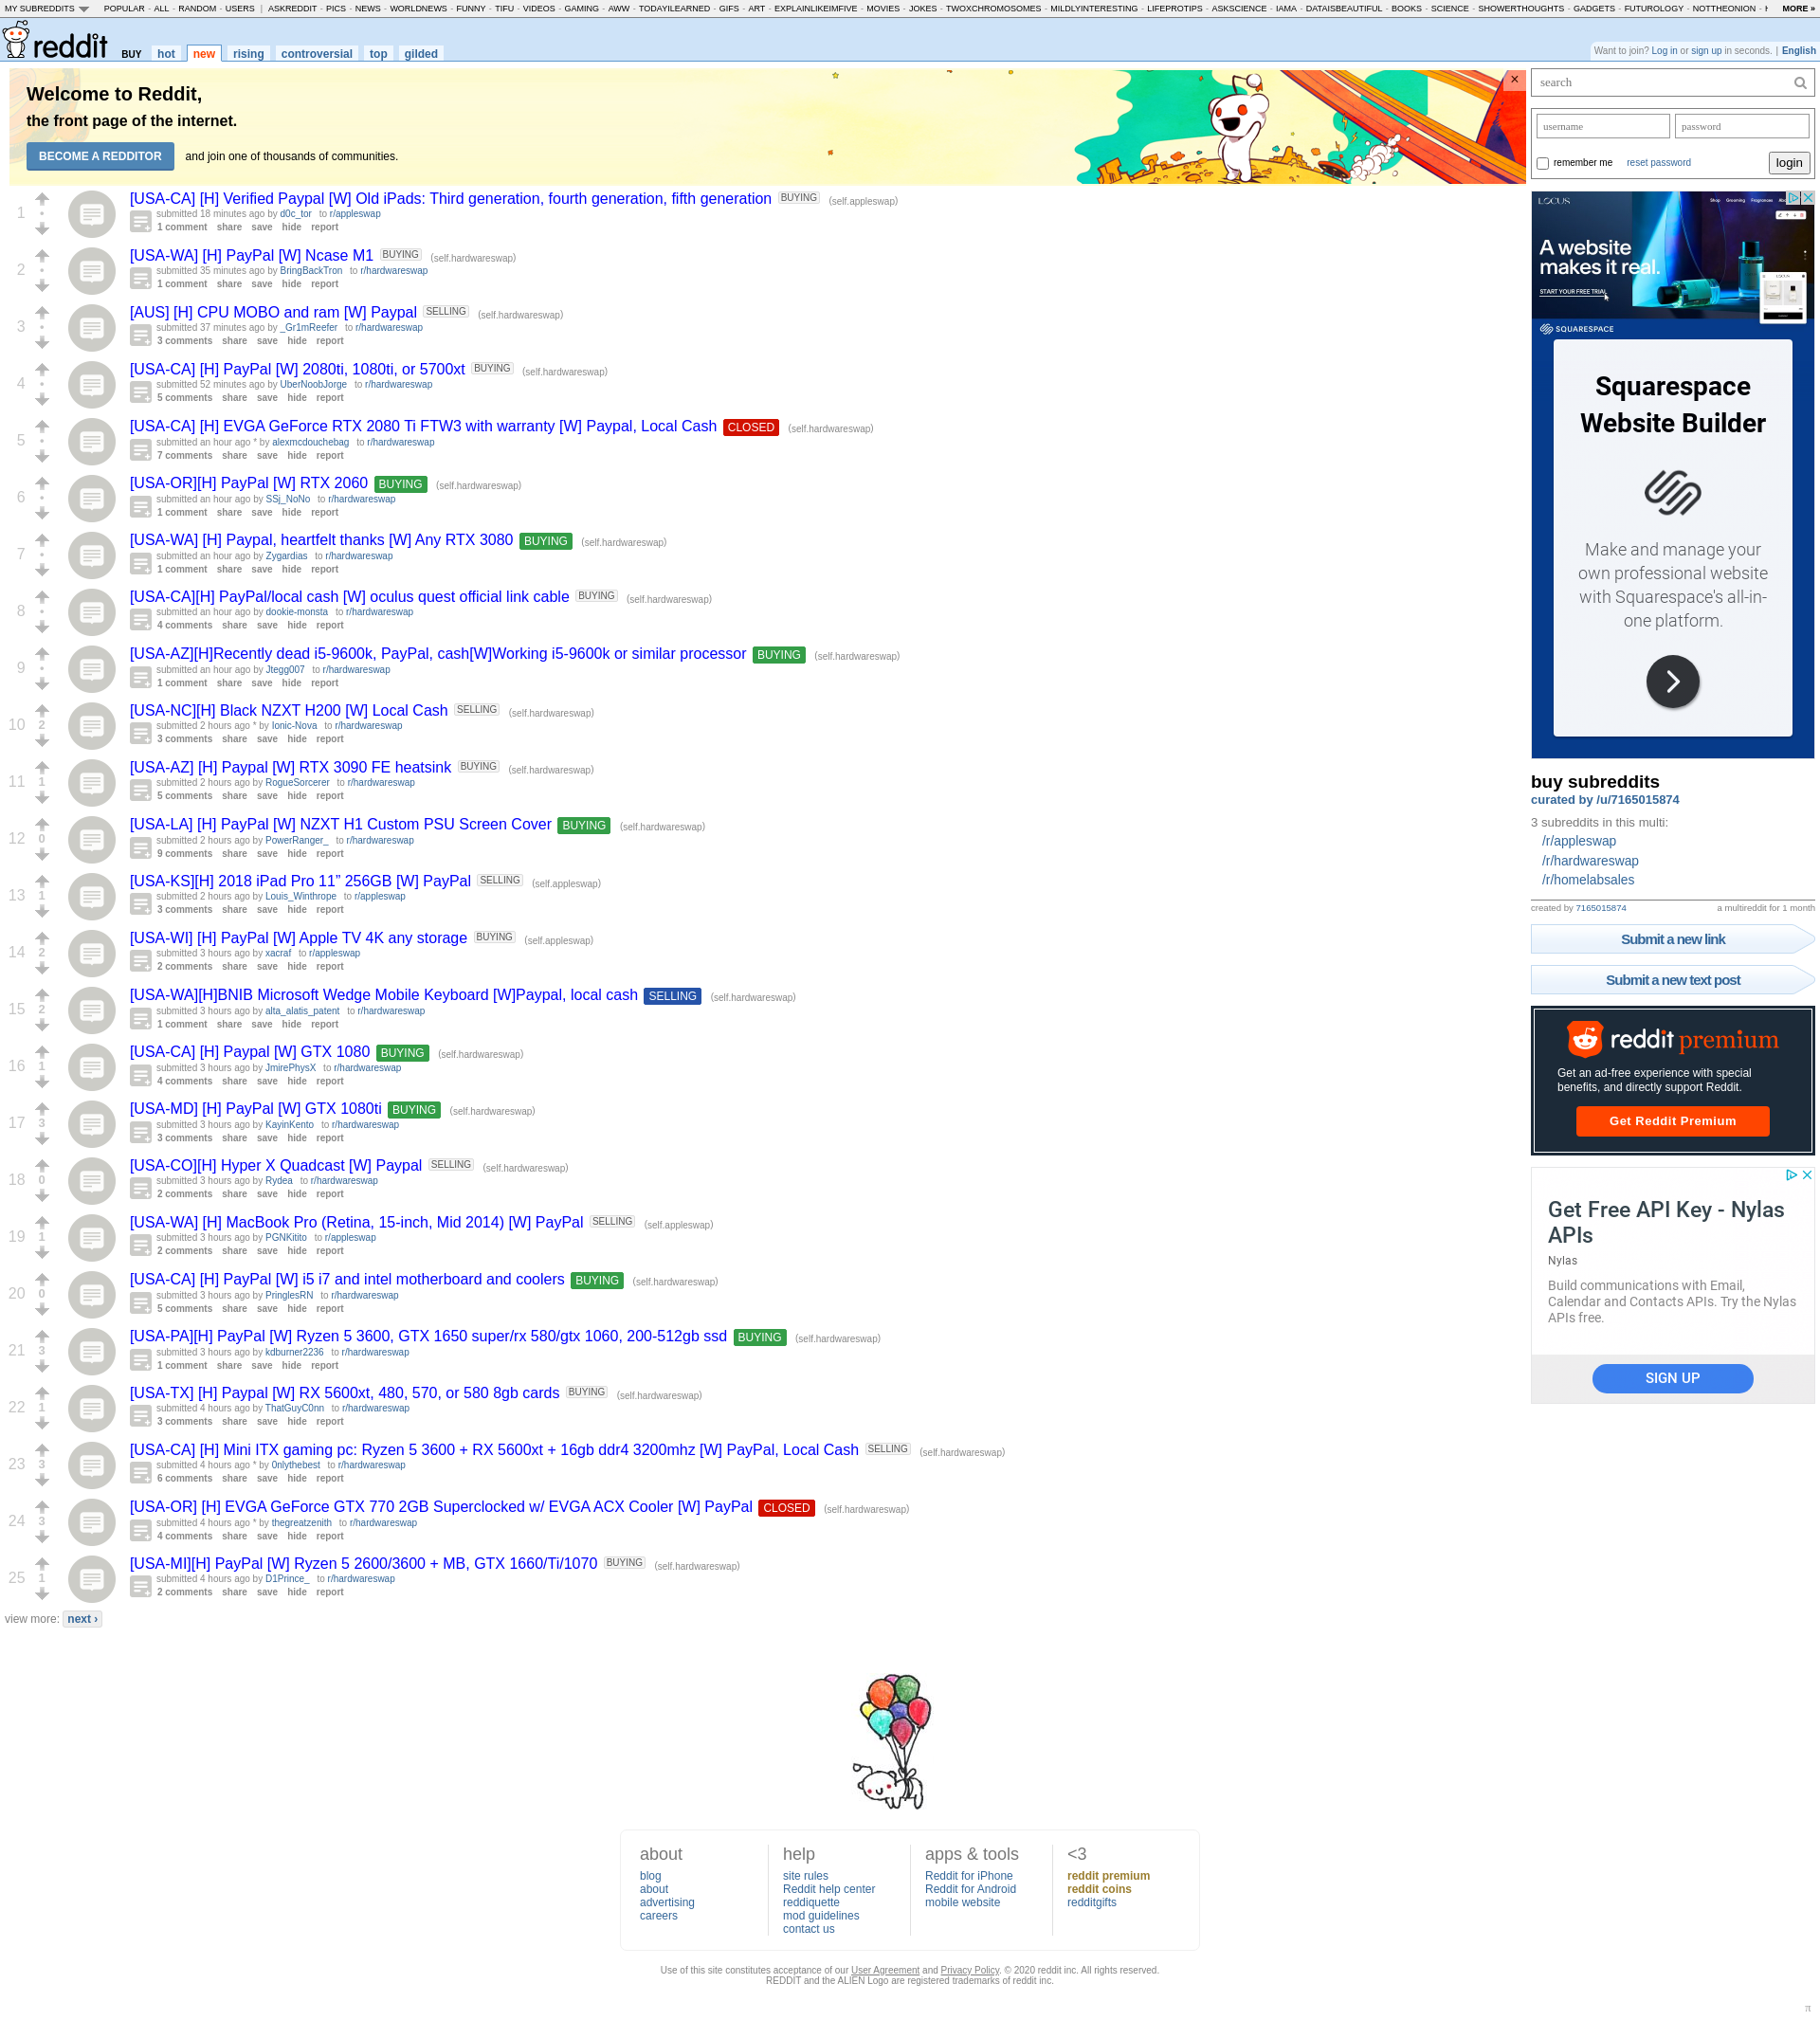 MY SUBREDDITS POPULAR - ALL - RANDOM - USERS | ASKREDDIT - PICS - NEWS - WORLDNEWS - FUNNY - TIFU - VIDEOS - GAMING - AWW - TODAYILEARNED - GIFS - ART - EXPLAINLIKEIMFIVE - MOVIES - JOKES - TWOXCHROMOSOMES - MILDLYINTERESTING - LIFEPROTIPS - ASKSCIENCE - IAMA - DATAISBEAUTIFUL - BOOKS - SCIENCE - SHOWERTHOUGHTS - GADGETS - FUTUROLOGY - NOTTHEONION - MORE »
reddit BUY hot new rising controversial top gilded
Want to join? Log in or sign up in seconds. | English
Welcome to Reddit,
the front page of the internet.
BECOME A REDDITOR and join one of thousands of communities.
×
1
[USA-CA] [H] Verified Paypal [W] Old iPads: Third generation, fourth generation, fifth generation BUYING (self.appleswap)
submitted 18 minutes ago by d0c_tor to r/appleswap
1 comment share save hide report
2
[USA-WA] [H] PayPal [W] Ncase M1 BUYING (self.hardwareswap)
submitted 35 minutes ago by BringBackTron to r/hardwareswap
1 comment share save hide report
3
[AUS] [H] CPU MOBO and ram [W] Paypal SELLING (self.hardwareswap)
submitted 37 minutes ago by _Gr1mReefer to r/hardwareswap
3 comments share save hide report
4
[USA-CA] [H] PayPal [W] 2080ti, 1080ti, or 5700xt BUYING (self.hardwareswap)
submitted 52 minutes ago by UberNoobJorge to r/hardwareswap
5 comments share save hide report
5
[USA-CA] [H] EVGA GeForce RTX 2080 Ti FTW3 with warranty [W] Paypal, Local Cash CLOSED (self.hardwareswap)
submitted an hour ago * by alexmcdouchebag to r/hardwareswap
7 comments share save hide report
6
[USA-OR][H] PayPal [W] RTX 2060 BUYING (self.hardwareswap)
submitted an hour ago by SSj_NoNo to r/hardwareswap
1 comment share save hide report
7
[USA-WA] [H] Paypal, heartfelt thanks [W] Any RTX 3080 BUYING (self.hardwareswap)
submitted an hour ago by Zygardias to r/hardwareswap
1 comment share save hide report
8
[USA-CA][H] PayPal/local cash [W] oculus quest official link cable BUYING (self.hardwareswap)
submitted an hour ago by dookie-monsta to r/hardwareswap
4 comments share save hide report
9
[USA-AZ][H]Recently dead i5-9600k, PayPal, cash[W]Working i5-9600k or similar processor BUYING (self.hardwareswap)
submitted an hour ago by Jtegg007 to r/hardwareswap
1 comment share save hide report
10 2
[USA-NC][H] Black NZXT H200 [W] Local Cash SELLING (self.hardwareswap)
submitted 2 hours ago * by Ionic-Nova to r/hardwareswap
3 comments share save hide report
11 1
[USA-AZ] [H] Paypal [W] RTX 3090 FE heatsink BUYING (self.hardwareswap)
submitted 2 hours ago by RogueSorcerer to r/hardwareswap
5 comments share save hide report
12 0
[USA-LA] [H] PayPal [W] NZXT H1 Custom PSU Screen Cover BUYING (self.hardwareswap)
submitted 2 hours ago by PowerRanger_ to r/hardwareswap
9 comments share save hide report
13 1
[USA-KS][H] 2018 iPad Pro 11” 256GB [W] PayPal SELLING (self.appleswap)
submitted 2 hours ago by Louis_Winthrope to r/appleswap
3 comments share save hide report
14 2
[USA-WI] [H] PayPal [W] Apple TV 4K any storage BUYING (self.appleswap)
submitted 3 hours ago by xacraf to r/appleswap
2 comments share save hide report
15 2
[USA-WA][H]BNIB Microsoft Wedge Mobile Keyboard [W]Paypal, local cash SELLING (self.hardwareswap)
submitted 3 hours ago by alta_alatis_patent to r/hardwareswap
1 comment share save hide report
16 1
[USA-CA] [H] Paypal [W] GTX 1080 BUYING (self.hardwareswap)
submitted 3 hours ago by JmirePhysX to r/hardwareswap
4 comments share save hide report
17 3
[USA-MD] [H] PayPal [W] GTX 1080ti BUYING (self.hardwareswap)
submitted 3 hours ago by KayinKento to r/hardwareswap
3 comments share save hide report
18 0
[USA-CO][H] Hyper X Quadcast [W] Paypal SELLING (self.hardwareswap)
submitted 3 hours ago by Rydea to r/hardwareswap
2 comments share save hide report
19 1
[USA-WA] [H] MacBook Pro (Retina, 15-inch, Mid 2014) [W] PayPal SELLING (self.appleswap)
submitted 3 hours ago by PGNKitito to r/appleswap
2 comments share save hide report
20 0
[USA-CA] [H] PayPal [W] i5 i7 and intel motherboard and coolers BUYING (self.hardwareswap)
submitted 3 hours ago by PringlesRN to r/hardwareswap
5 comments share save hide report
21 3
[USA-PA][H] PayPal [W] Ryzen 5 3600, GTX 1650 super/rx 580/gtx 1060, 200-512gb ssd BUYING (self.hardwareswap)
submitted 3 hours ago by kdburner2236 to r/hardwareswap
1 comment share save hide report
22 1
[USA-TX] [H] Paypal [W] RX 5600xt, 480, 570, or 580 8gb cards BUYING (self.hardwareswap)
submitted 4 hours ago by ThatGuyC0nn to r/hardwareswap
3 comments share save hide report
23 3
[USA-CA] [H] Mini ITX gaming pc: Ryzen 5 3600 + RX 5600xt + 16gb ddr4 3200mhz [W] PayPal, Local Cash SELLING (self.hardwareswap)
submitted 4 hours ago * by 0nlythebest to r/hardwareswap
6 comments share save hide report
24 3
[USA-OR] [H] EVGA GeForce GTX 770 2GB Superclocked w/ EVGA ACX Cooler [W] PayPal CLOSED (self.hardwareswap)
submitted 4 hours ago * by thegreatzenith to r/hardwareswap
4 comments share save hide report
25 1
[USA-MI][H] PayPal [W] Ryzen 5 2600/3600 + MB, GTX 1660/Ti/1070 BUYING (self.hardwareswap)
submitted 4 hours ago by D1Prince_ to r/hardwareswap
2 comments share save hide report
view more: next ›
search
username password
remember me reset password login
LOCUS
A website
makes it real.
START YOUR FREE TRIAL
SQUARESPACE
Squarespace
Website Builder
Make and manage your
own professional website
with Squarespace's all-in-
one platform.
buy subreddits
curated by /u/7165015874
3 subreddits in this multi:
/r/appleswap
/r/hardwareswap
/r/homelabsales
created by 7165015874 a multireddit for 1 month
Submit a new link
Submit a new text post
reddit premium
Get an ad-free experience with special
benefits, and directly support Reddit.
Get Reddit Premium
Get Free API Key - Nylas
APIs
Nylas
Build communications with Email,
Calendar and Contacts APIs. Try the Nylas
APIs free.
SIGN UP
about
blog
about
advertising
careers
help
site rules
Reddit help center
reddiquette
mod guidelines
contact us
apps & tools
Reddit for iPhone
Reddit for Android
mobile website
<3
reddit premium
reddit coins
redditgifts
Use of this site constitutes acceptance of our User Agreement and Privacy Policy. © 2020 reddit inc. All rights reserved.
REDDIT and the ALIEN Logo are registered trademarks of reddit inc.
π